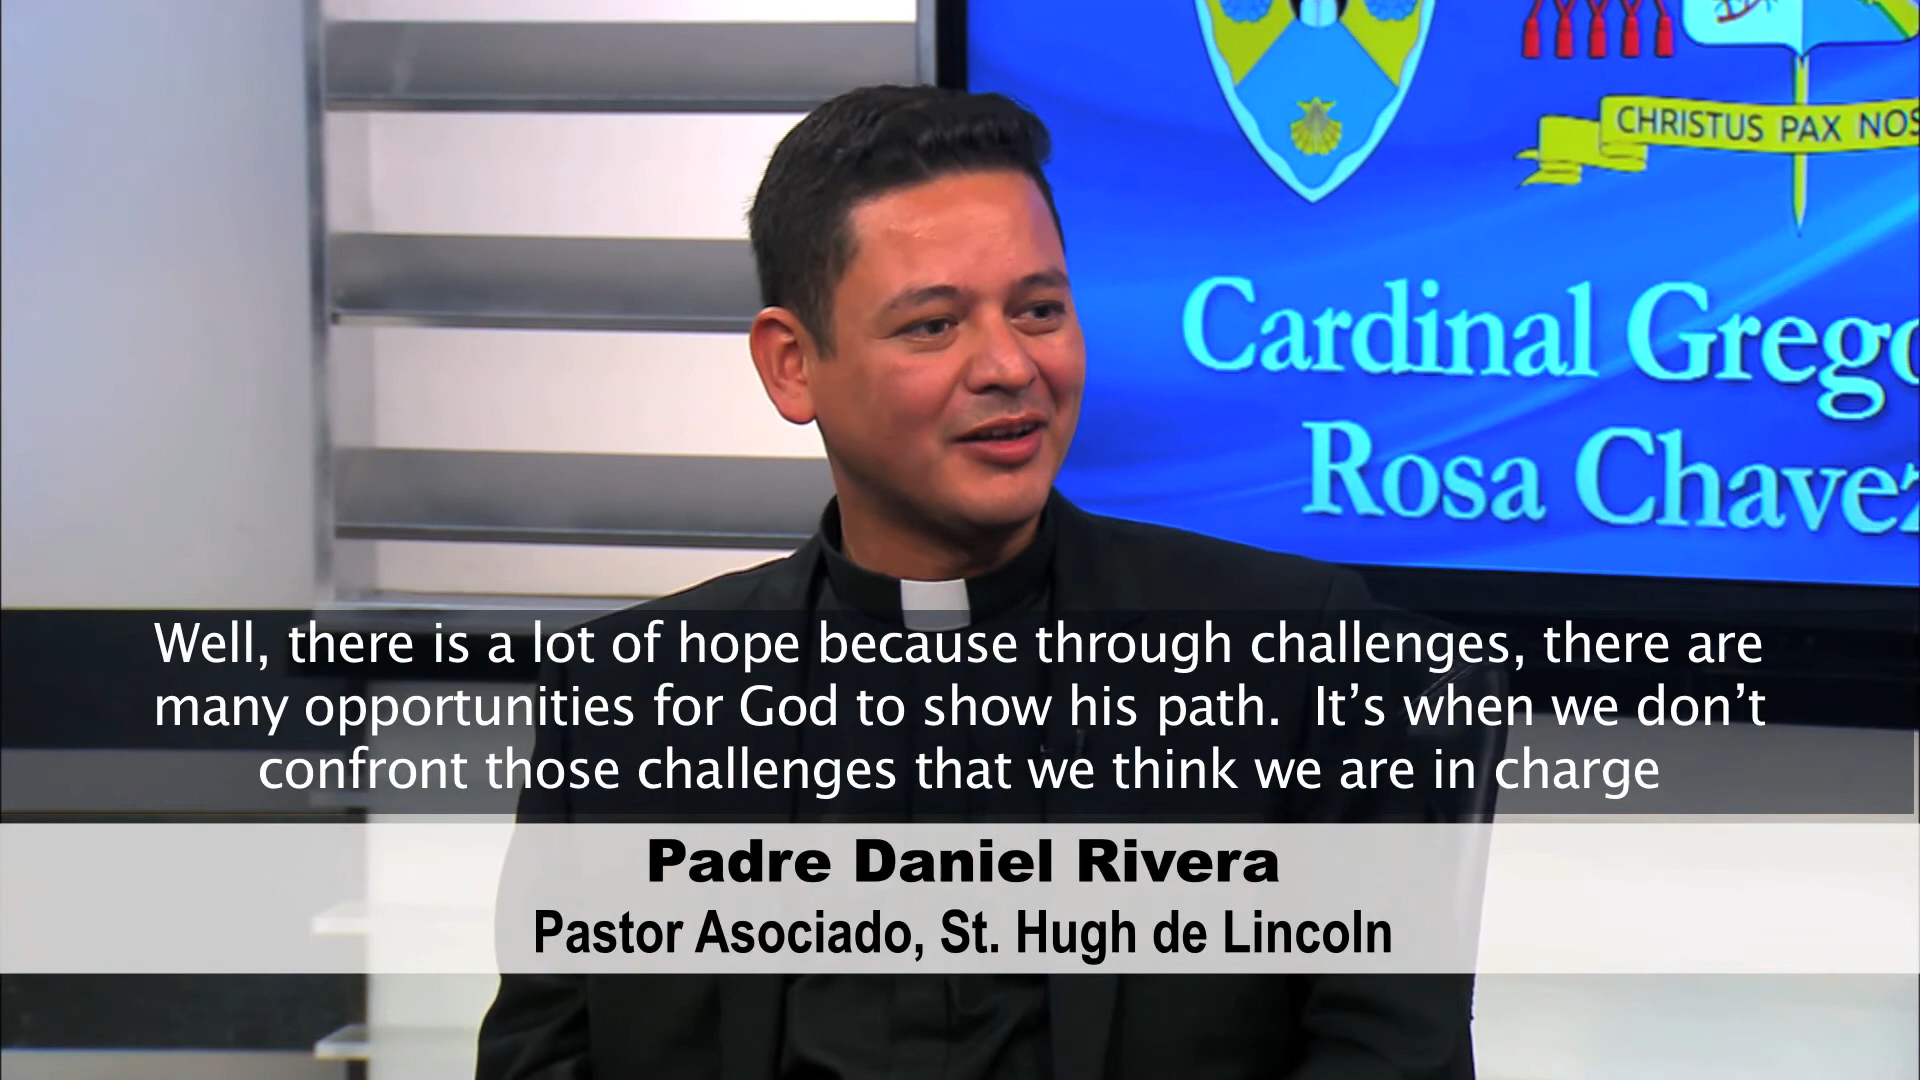 CHRISTUS PAX NOS
Cardinal Grego
Rosa Chavez
Well, there is a lot of hope because through challenges, there are
many opportunities for God to show his path. It’s when we don’t
confront those challenges that we think we are in charge
Padre Daniel Rivera
Pastor Asociado, St. Hugh de Lincoln